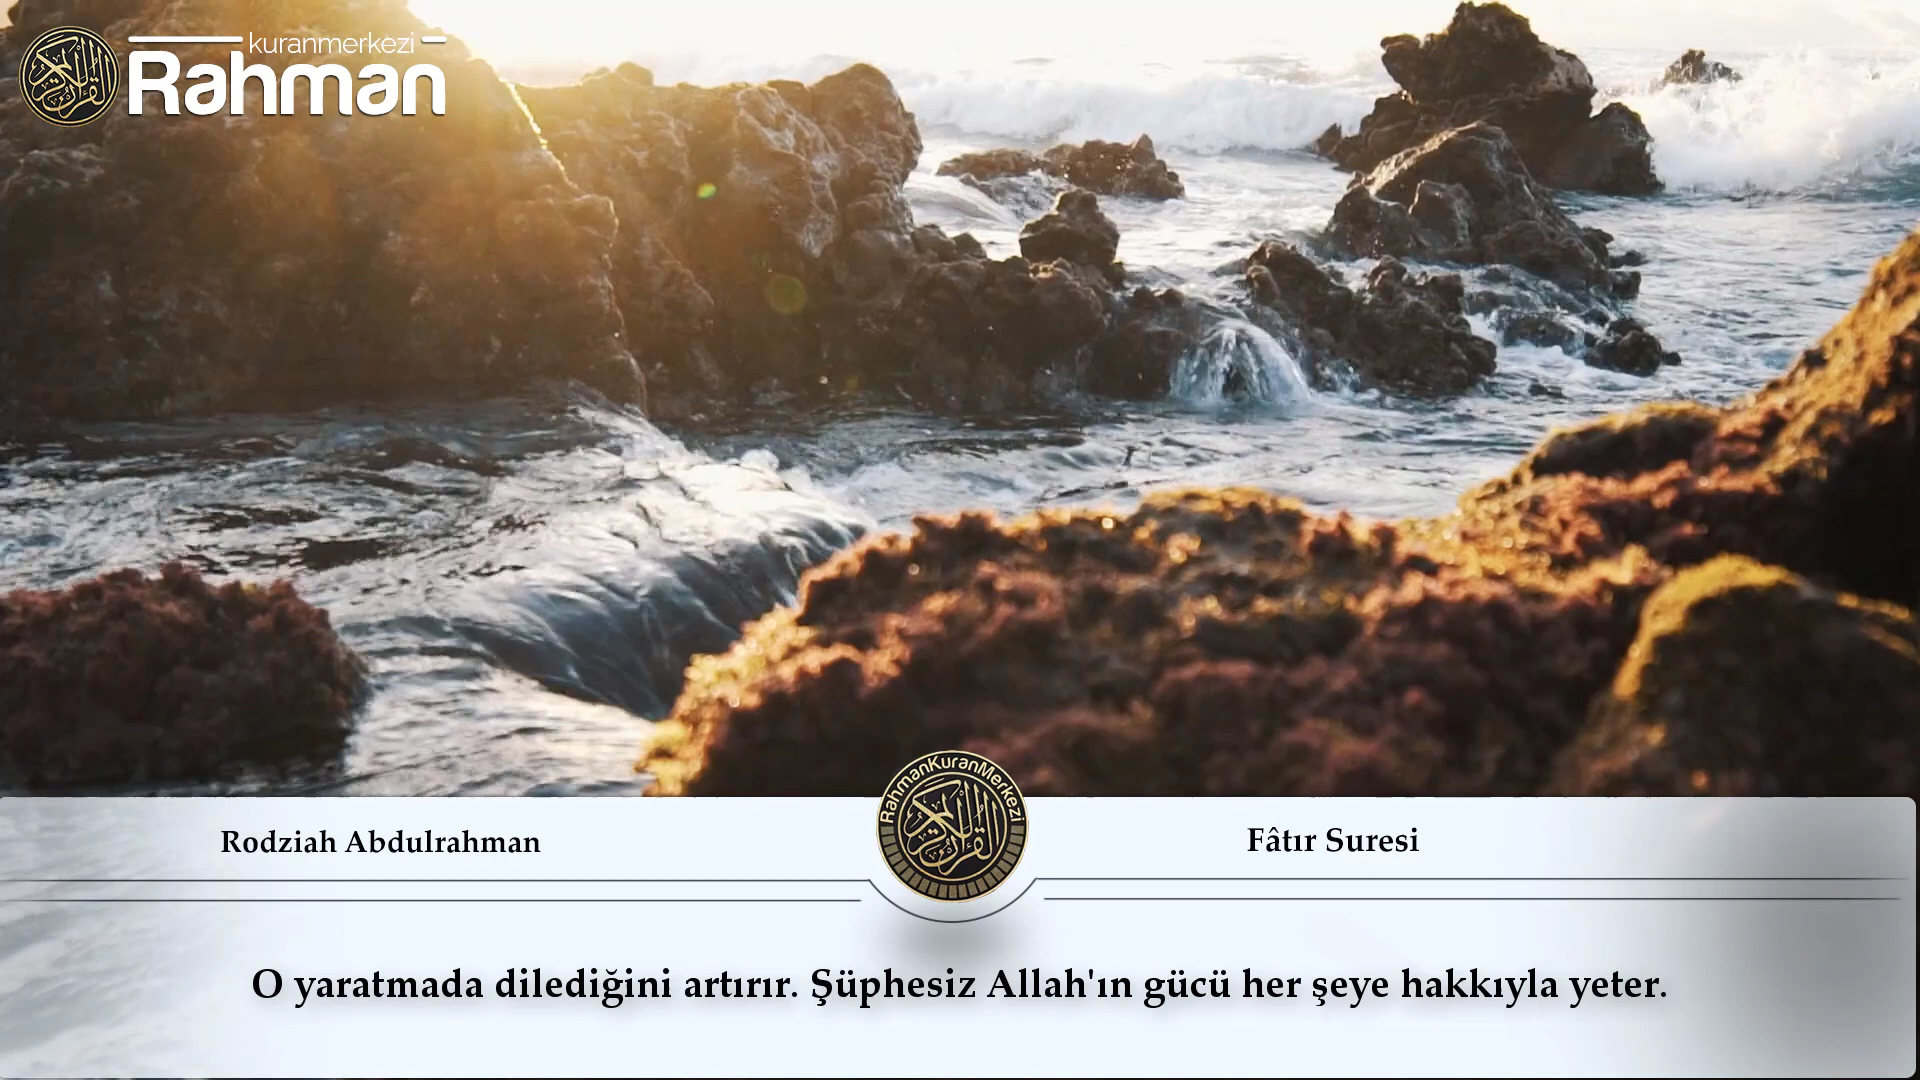 kuranmerkezi
Rahman
RahmanKuranMerkezi
Rodziah Abdulrahman
Fâtır Suresi
O yaratmada dilediğini artırır. Şüphesiz Allah'ın gücü her şeye hakkıyla yeter.